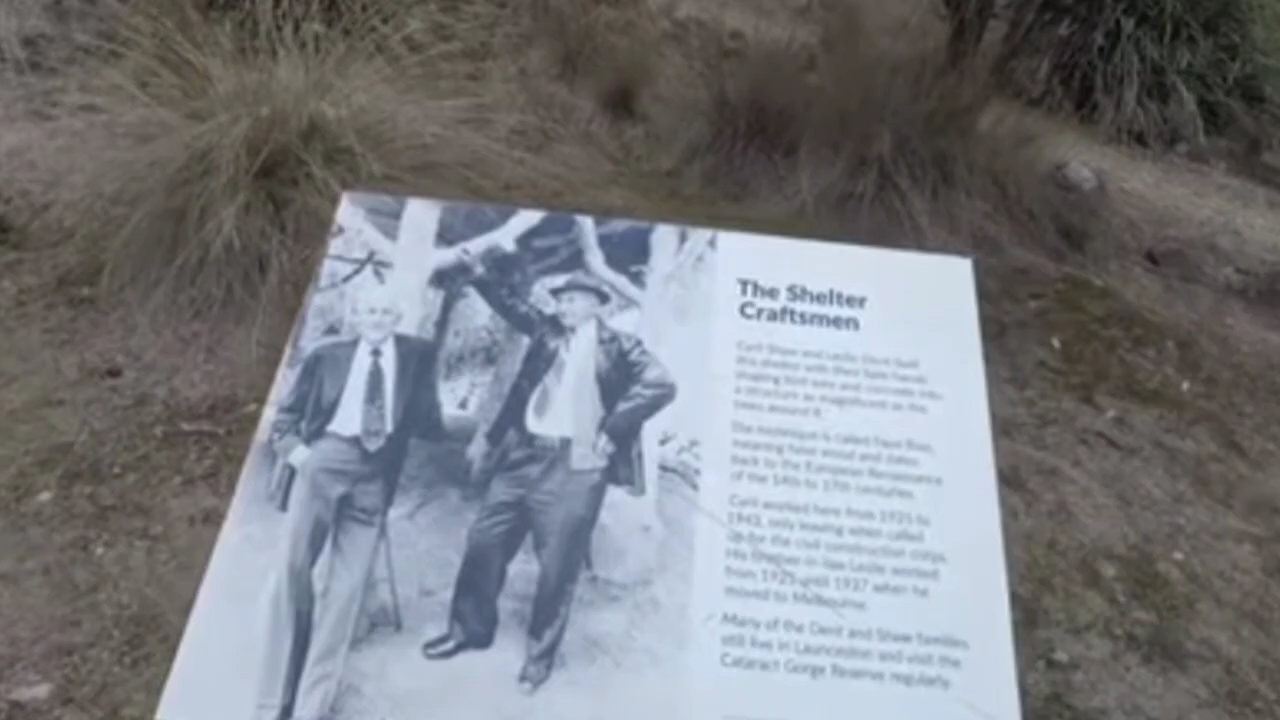 The Shelter
Craftsmen
Cyril Shaw and Leslie Dent built
this shelter with their bare hands,
shaping bird wire and concrete into
a structure as magnificent as the
trees around it.
The technique is called Faux Bois,
meaning false wood and dates
back to the European Renaissance
of the 14th to 17th centuries.
Cyril worked here from 1925 to
1943, only leaving when called
up for the civil construction corps.
His brother-in-law Leslie worked
from 1925 until 1937 when he
moved to Melbourne.
Many of the Dent and Shaw families
still live in Launceston and visit the
Cataract Gorge Reserve regularly.